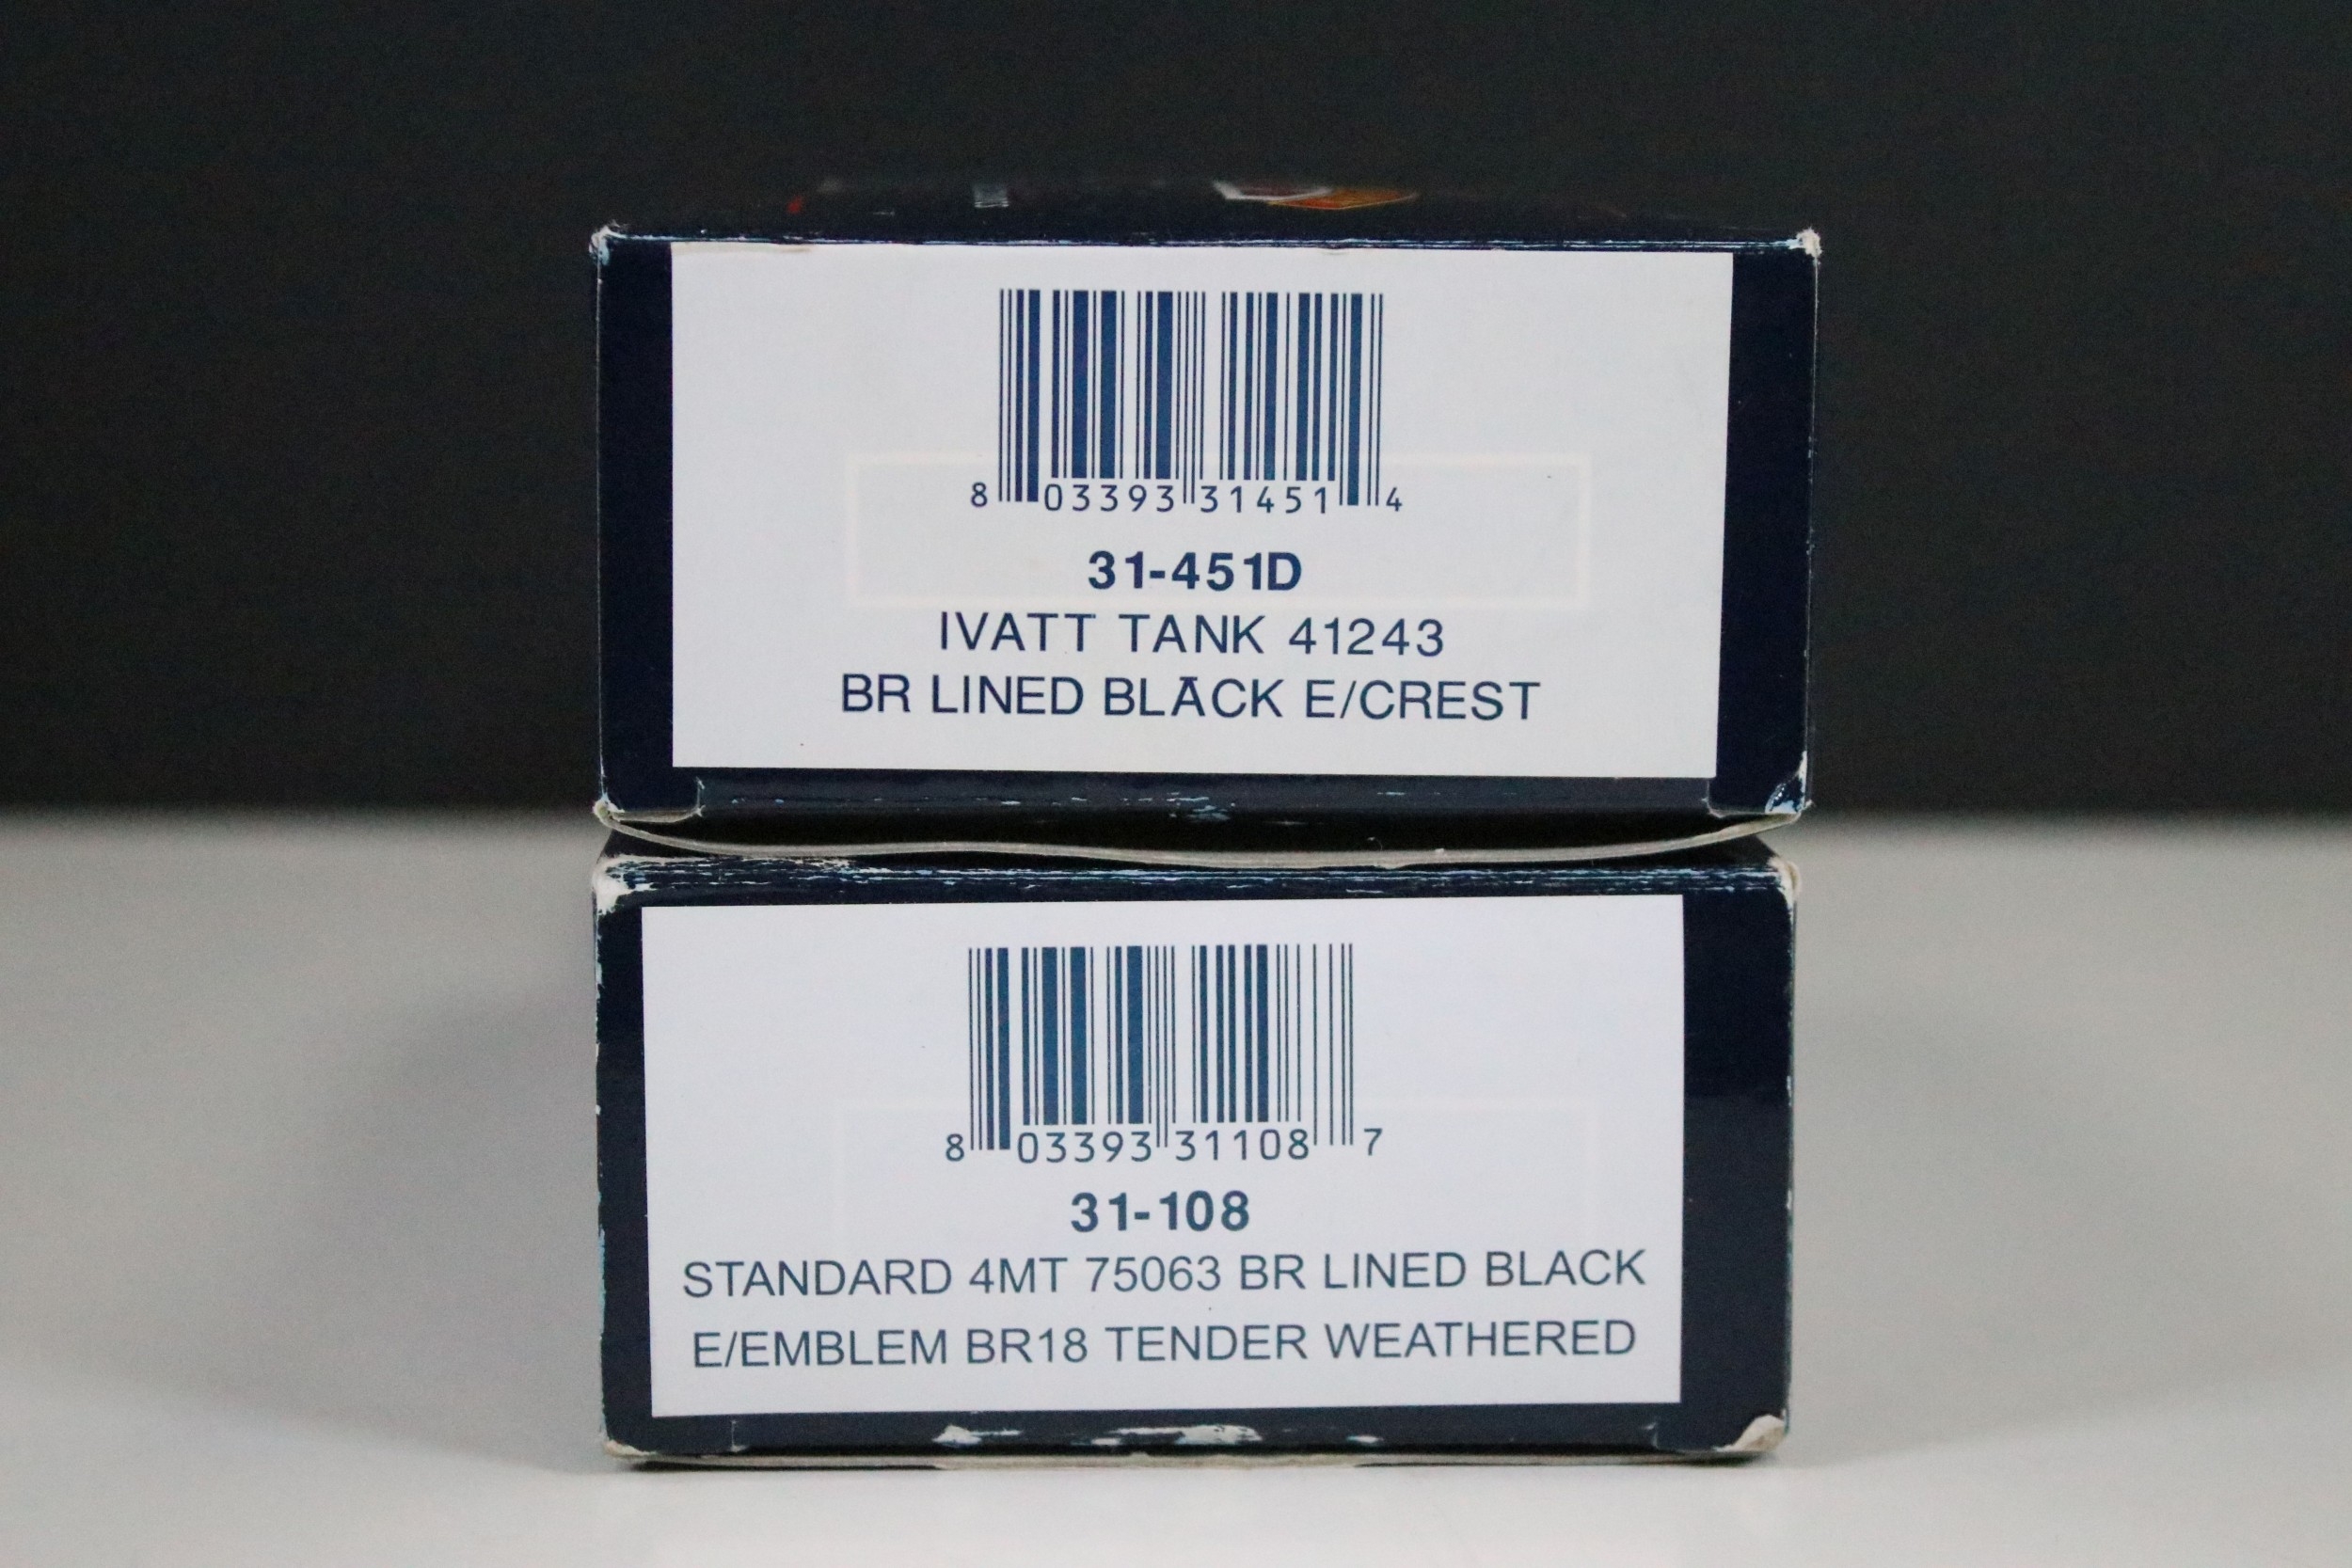 8 03393 31451 4
31-451D
IVATT TANK 41243
BR LINED BLACK E/CREST
8 03393 31108 7
31-108
STANDARD 4MT 75063 BR LINED BLACK
E/EMBLEM BR18 TENDER WEATHERED